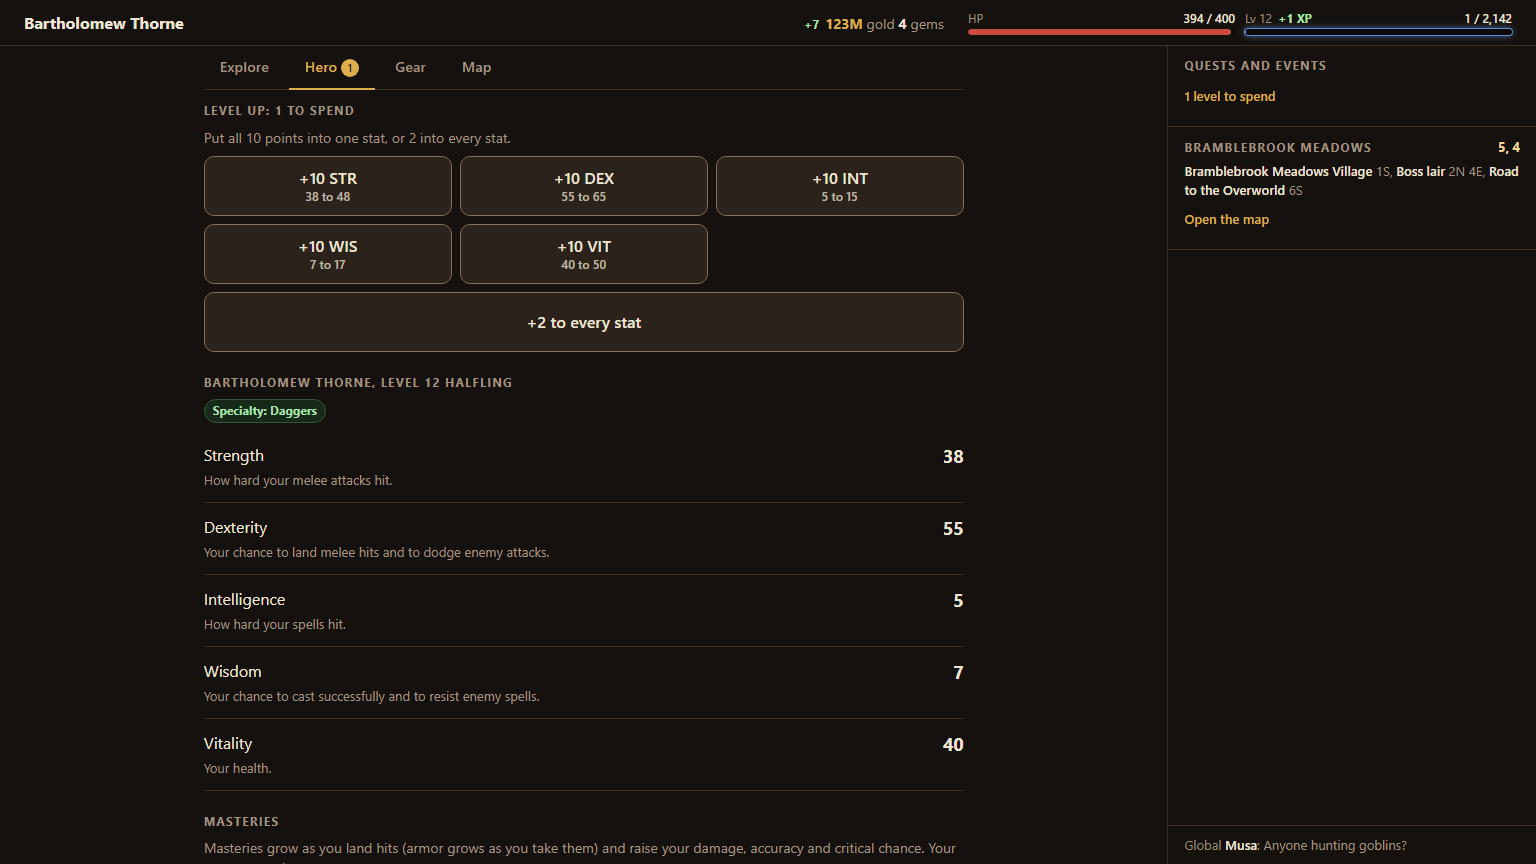 Bartholomew Thorne
+7 123M gold 4 gems
HP 394 / 400
Lv 12 +1 XP 1 / 2,142
Explore
Hero 1
Gear
Map
LEVEL UP: 1 TO SPEND
Put all 10 points into one stat, or 2 into every stat.
+10 STR
38 to 48
+10 DEX
55 to 65
+10 INT
5 to 15
+10 WIS
7 to 17
+10 VIT
40 to 50
+2 to every stat
BARTHOLOMEW THORNE, LEVEL 12 HALFLING
Specialty: Daggers
Strength 38
How hard your melee attacks hit.
Dexterity 55
Your chance to land melee hits and to dodge enemy attacks.
Intelligence 5
How hard your spells hit.
Wisdom 7
Your chance to cast successfully and to resist enemy spells.
Vitality 40
Your health.
MASTERIES
Masteries grow as you land hits (armor grows as you take them) and raise your damage, accuracy and critical chance. Your
QUESTS AND EVENTS
1 level to spend
BRAMBLEBROOK MEADOWS 5, 4
Bramblebrook Meadows Village 1S, Boss lair 2N 4E, Road
to the Overworld 6S
Open the map
Global Musa: Anyone hunting goblins?